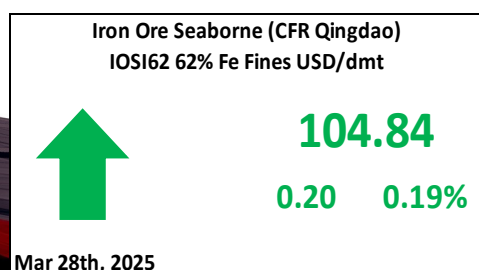 Iron Ore Seaborne (CFR Qingdao)
IOSI62 62% Fe Fines USD/dmt
104.84
0.20 0.19%
Mar 28th, 2025